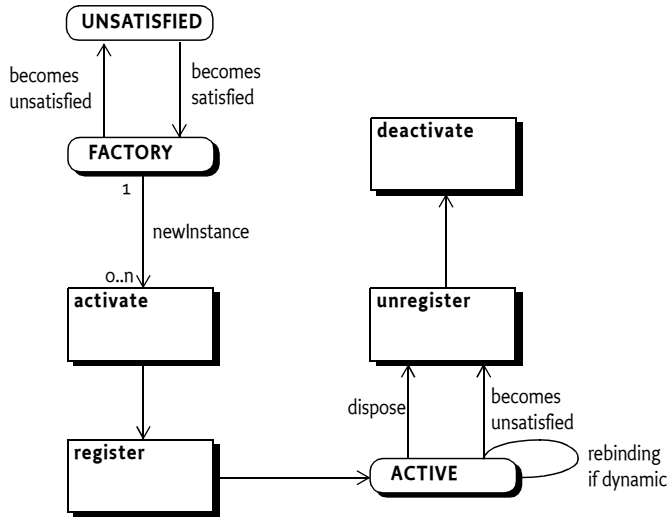 UNSATISFIED
becomes
unsatisfied
becomes
satisfied
FACTORY
1
newInstance
0..n
activate
register
deactivate
unregister
dispose
becomes
unsatisfied
ACTIVE
rebinding
if dynamic